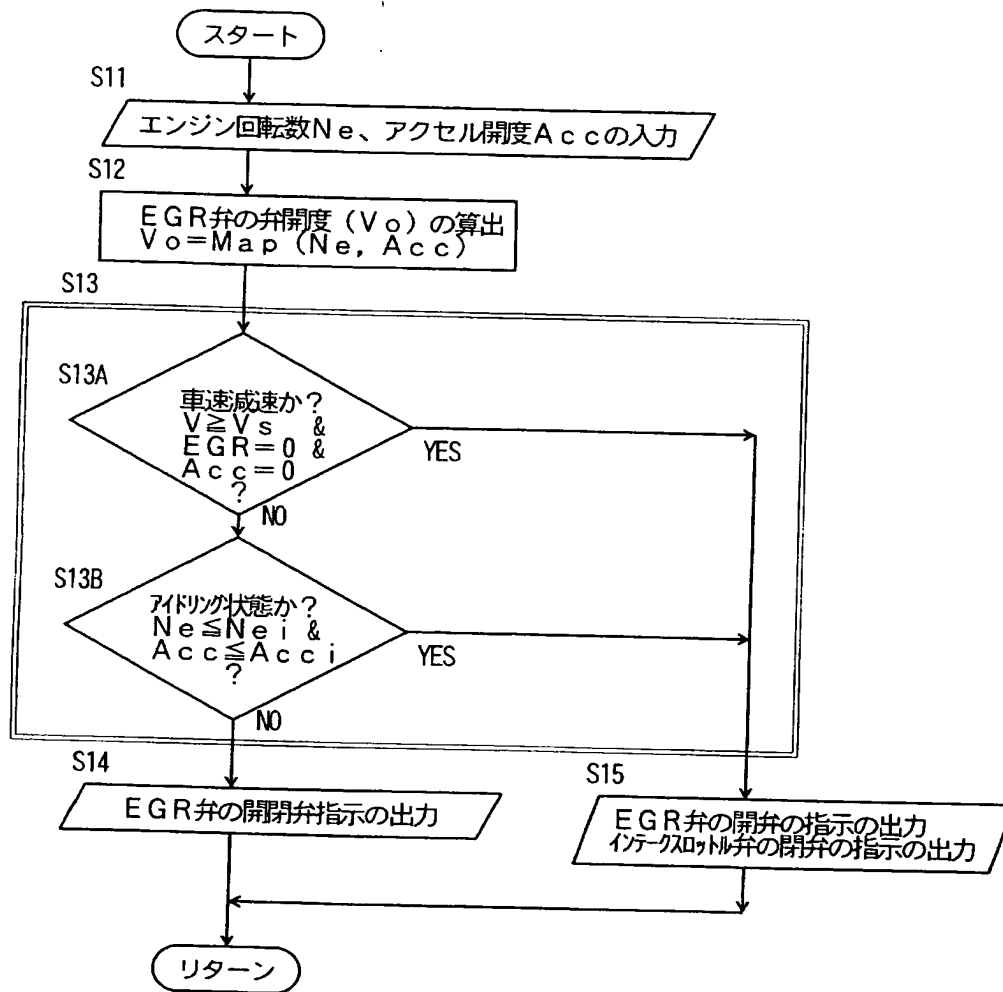 スタート
S11
エンジン回転数Ｎｅ、アクセル開度Ａｃｃの入力
S12
ＥＧＲ弁の弁開度（Ｖｏ）の算出
Ｖｏ＝Ｍａｐ（Ｎｅ，Ａｃｃ）
S13
S13A
車速減速か？
Ｖ≧Ｖｓ ＆
ＥＧＲ＝０ ＆
Ａｃｃ＝０
？
YES
NO
S13B
ｱｲﾄﾞﾘﾝｸﾞ状態か？
Ｎｅ≦Ｎｅｉ ＆
Ａｃｃ≦Ａｃｃｉ
？
YES
NO
S14
ＥＧＲ弁の開閉弁指示の出力
S15
ＥＧＲ弁の開弁の指示の出力
ｲﾝﾃｰｸｽﾛｯﾄﾙ弁の閉弁の指示の出力
リターン